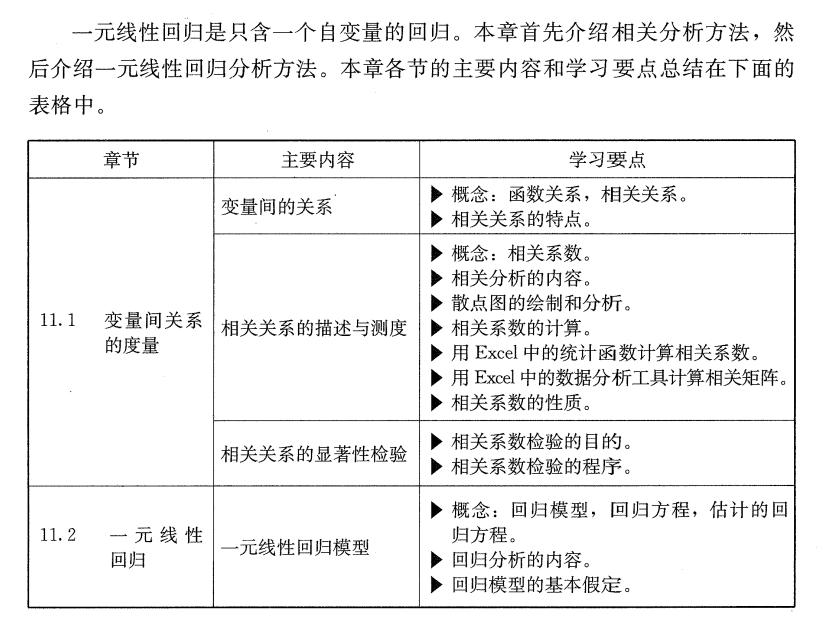 一元线性回归是只含一个自变量的回归。本章首先介绍相关分析方法，然
后介绍一元线性回归分析方法。本章各节的主要内容和学习要点总结在下面的
表格中。
章节 主要内容 学习要点
11.1 变量间关系
的度量
变量间的关系
▶ 概念：函数关系，相关关系。
▶ 相关关系的特点。
相关关系的描述与测度
▶ 概念：相关系数。
▶ 相关分析的内容。
▶ 散点图的绘制和分析。
▶ 相关系数的计算。
▶ 用 Excel 中的统计函数计算相关系数。
▶ 用 Excel 中的数据分析工具计算相关矩阵。
▶ 相关系数的性质。
相关关系的显著性检验
▶ 相关系数检验的目的。
▶ 相关系数检验的程序。
11.2 一元线性
回归
一元线性回归模型
▶ 概念：回归模型，回归方程，估计的回
归方程。
▶ 回归分析的内容。
▶ 回归模型的基本假定。